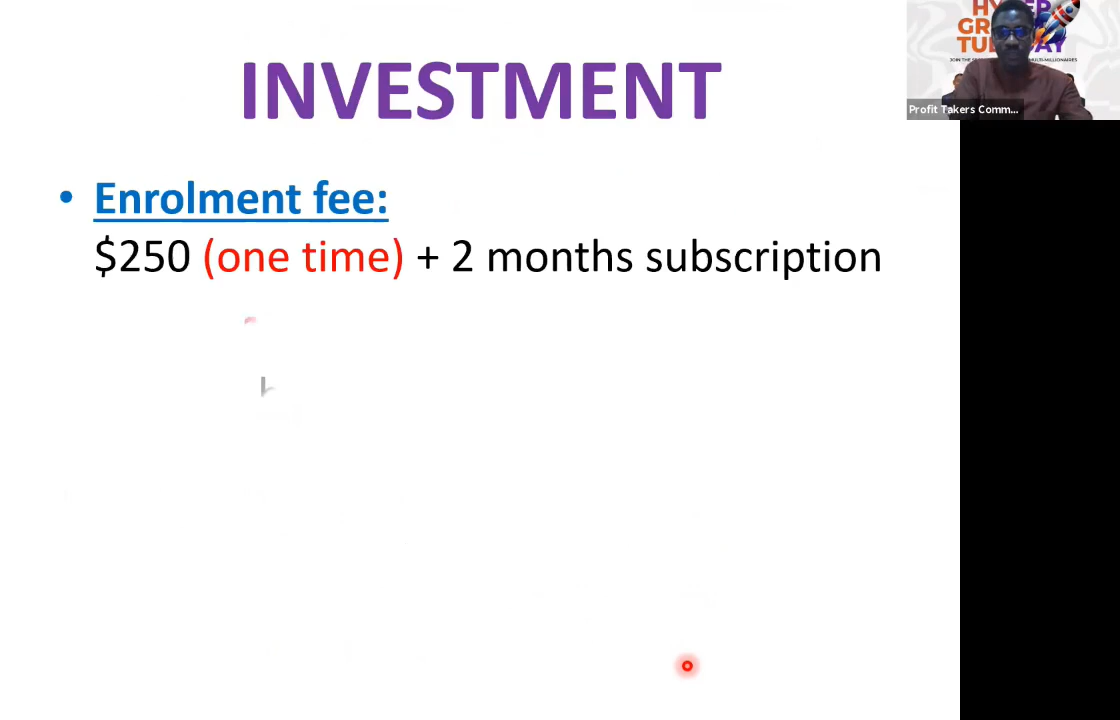 INVESTMENT
• Enrolment fee:
$250 (one time) + 2 months subscription
Profit Takers Comm...